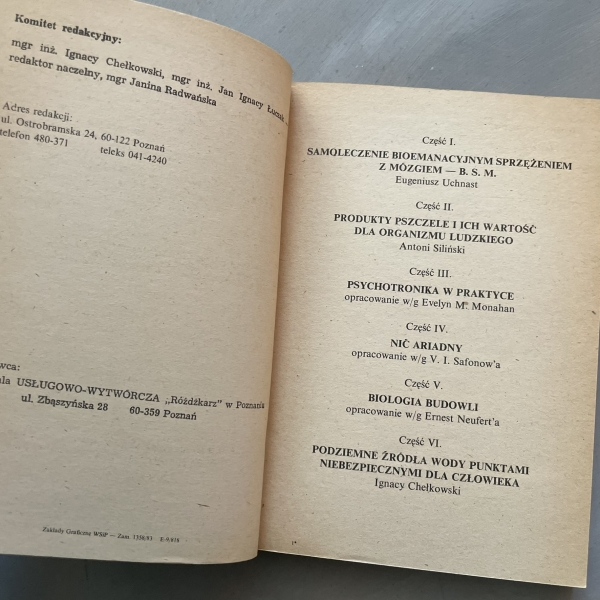 Komitet redakcyjny:
mgr inż. Ignacy Chełkowski, mgr inż. Jan Ignacy
redaktor naczelny, mgr Janina Radwańska
Adres redakcji:
ul. Ostrobramska 24, 60-122 Poznań
telefon 480-371 teleks 041-4240
wca:
USŁUGOWO-WYTWÓRCZA „Różdżkarz" w Poznaniu
ul. Zbąszyńska 28 60-359 Poznań
Zakłady Graficzne WSiP — Zam.
Część I.
SAMOLECZENIE BIOEMANACYJNYM SPRZĘŻENIEM
Z MÓZGIEM — B. S. M.
Eugeniusz Uchnast
Część II.
PRODUKTY PSZCZELE I ICH WARTOŚĆ
DLA ORGANIZMU LUDZKIEGO
Antoni Siliński
Część III.
PSYCHOTRONIKA W PRAKTYCE
opracowanie w/g Evelyn M. Monahan
Część IV.
NIĆ ARIADNY
opracowanie w/g V. I. Safonow'a
Część V.
BIOLOGIA BUDOWLI
opracowanie w/g Ernest Neufert'a
Część VI.
PODZIEMNE ŹRÓDŁA WODY PUNKTAMI
NIEBEZPIECZNYMI DLA CZŁOWIEKA
Ignacy Chełkowski